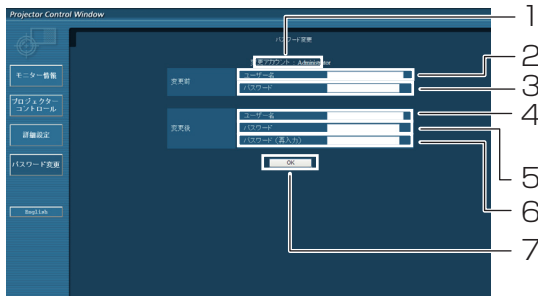 Projector Control Window
パスワード変更
変更アカウント : Administrator
変更前
ユーザー名
パスワード
変更後
ユーザー名
パスワード
パスワード (再入力)
OK
モニター情報
プロジェクター
コントロール
詳細設定
パスワード変更
English
1
2
3
4
5
6
7